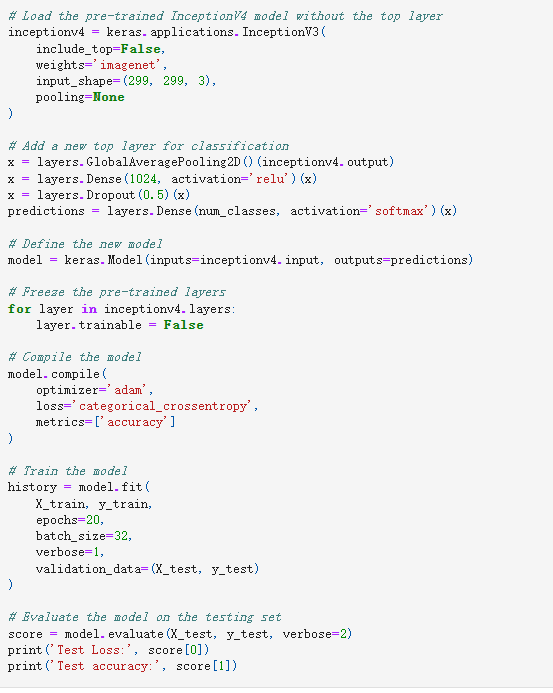 # Load the pre-trained InceptionV4 model without the top layer
inceptionv4 = keras.applications.InceptionV3(
    include_top=False,
    weights='imagenet',
    input_shape=(299, 299, 3),
    pooling=None
)

# Add a new top layer for classification
x = layers.GlobalAveragePooling2D()(inceptionv4.output)
x = layers.Dense(1024, activation='relu')(x)
x = layers.Dropout(0.5)(x)
predictions = layers.Dense(num_classes, activation='softmax')(x)

# Define the new model
model = keras.Model(inputs=inceptionv4.input, outputs=predictions)

# Freeze the pre-trained layers
for layer in inceptionv4.layers:
    layer.trainable = False

# Compile the model
model.compile(
    optimizer='adam',
    loss='categorical_crossentropy',
    metrics=['accuracy']
)

# Train the model
history = model.fit(
    X_train, y_train,
    epochs=20,
    batch_size=32,
    verbose=1,
    validation_data=(X_test, y_test)
)

# Evaluate the model on the testing set
score = model.evaluate(X_test, y_test, verbose=2)
print('Test Loss:', score[0])
print('Test accuracy:', score[1])